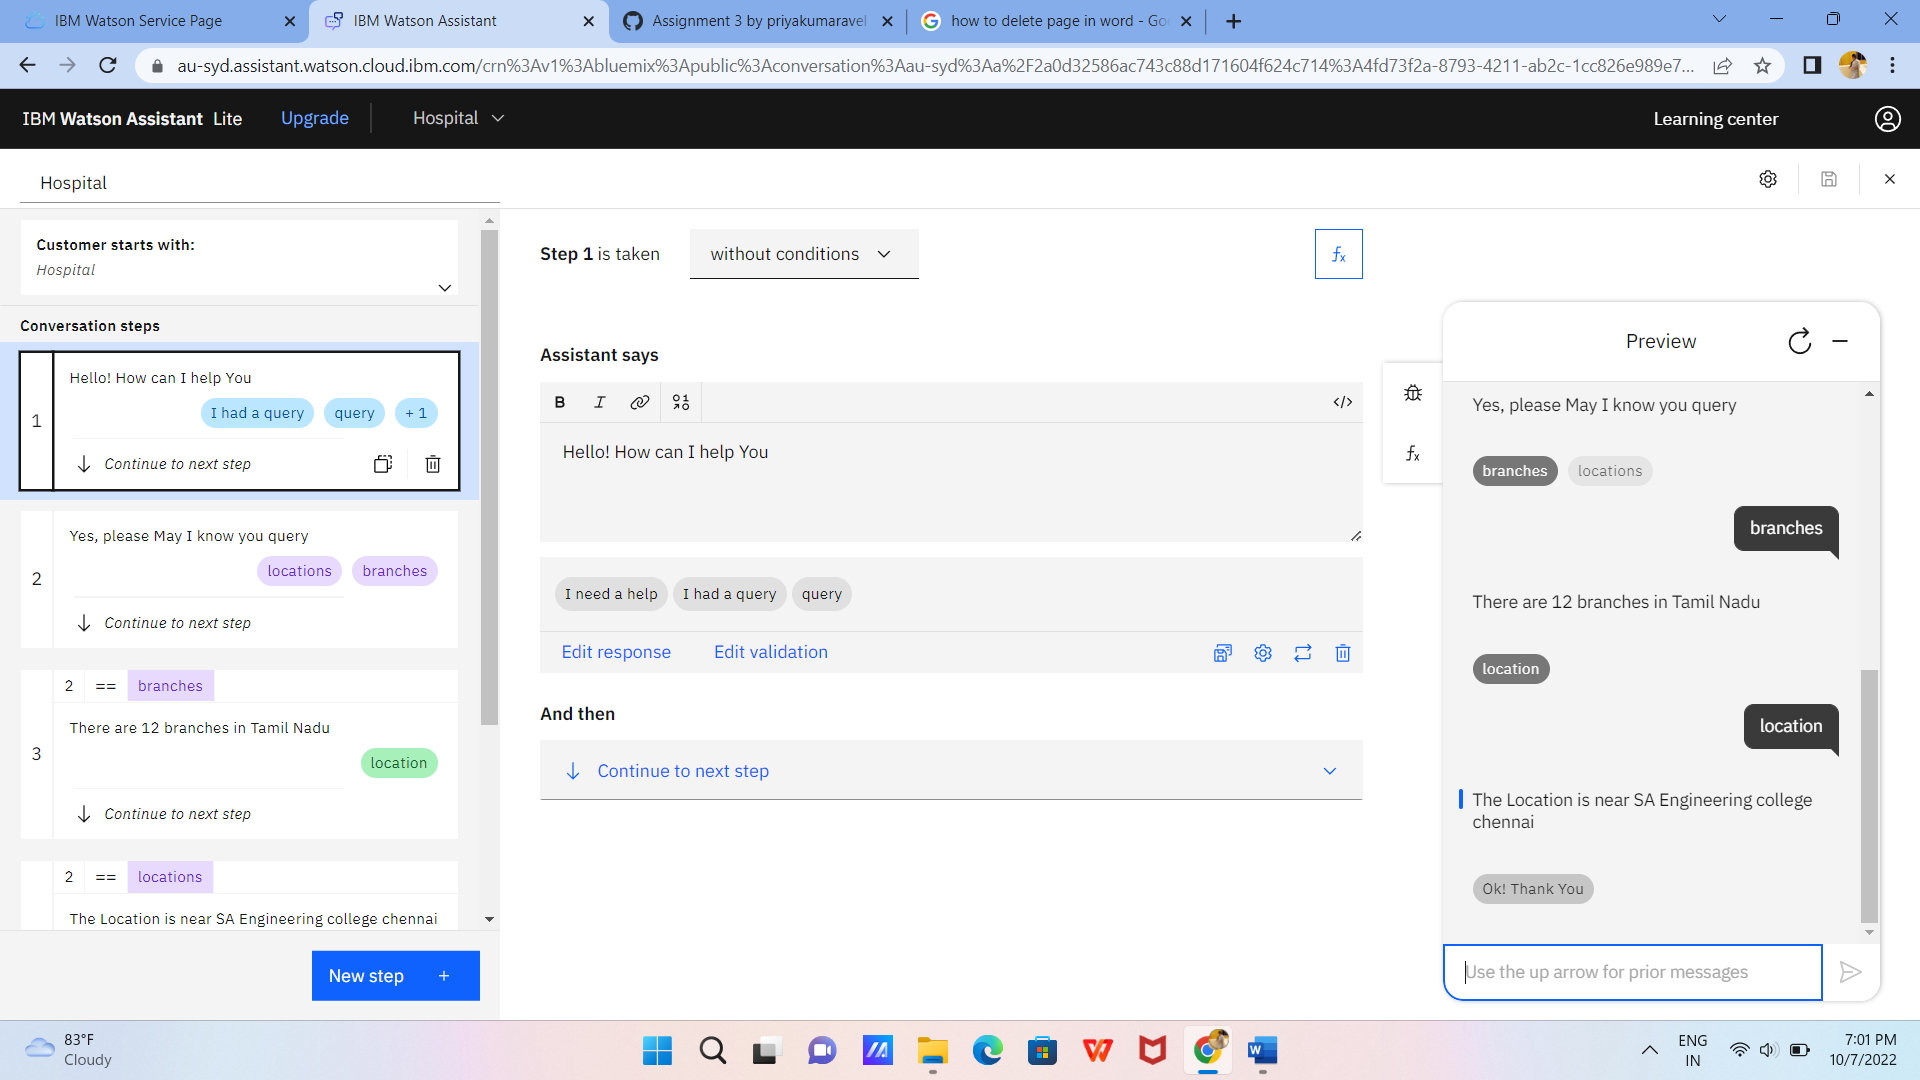 IBM Watson Service Page
IBM Watson Assistant
Assignment 3 by priyakumaravel
how to delete page in word - Goo
au-syd.assistant.watson.cloud.ibm.com/crn%3Av1%3Abluemix%3Apublic%3Aconversation%3Aau-syd%3Aa%2F2a0d32586ac743c88d171604f624c714%3A4fd73f2a-8793-4211-ab2c-1cc826e989e7...
IBM Watson Assistant Lite
Upgrade
Hospital
Learning center
Hospital
Customer starts with:
Hospital
Conversation steps
1
Hello! How can I help You
I had a query
query
+ 1
Continue to next step
2
Yes, please May I know you query
locations
branches
Continue to next step
3
2 == branches
There are 12 branches in Tamil Nadu
location
Continue to next step
2 == locations
The Location is near SA Engineering college chennai
New step +
Step 1 is taken
without conditions
fx
Assistant says
B I
</>
Hello! How can I help You
I need a help
I had a query
query
Edit response
Edit validation
And then
Continue to next step
fx
Preview
Yes, please May I know you query
branches
locations
branches
There are 12 branches in Tamil Nadu
location
location
The Location is near SA Engineering college
chennai
Ok! Thank You
Use the up arrow for prior messages
83°F
Cloudy
ENG
IN
7:01 PM
10/7/2022